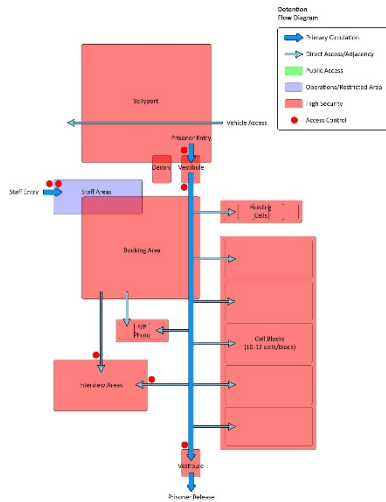 Detention
Flow Diagram
Primary Circulation
Direct Access/Adjacency
Public Access
Operations/Restricted Area
High Security
Access Control
Sallyport
Vehicle Access
Prisoner Entry
Decon.
Vestibule
Staff Entry
Staff Areas
Holding
Cells
Booking Area
Photo
Cell Blocks
(10-12 cells/block)
Interview Areas
Vestibule
Prisoner Release